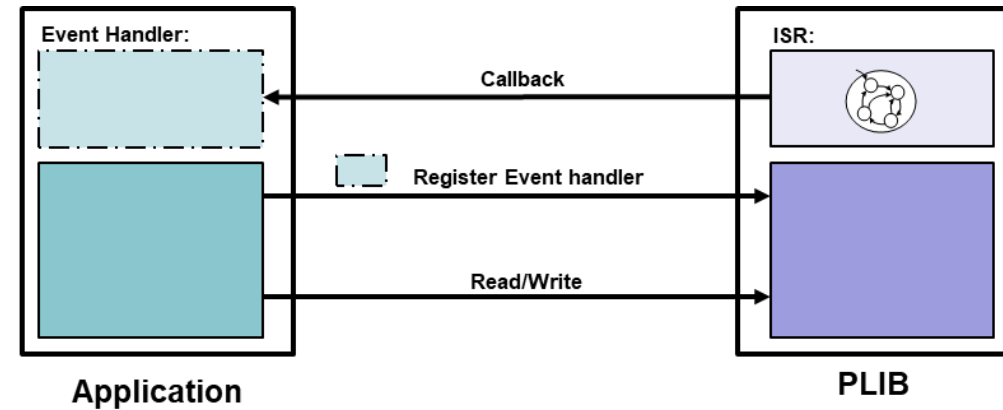 Event Handler:
ISR:
Callback
Register Event handler
Read/Write
Application
PLIB